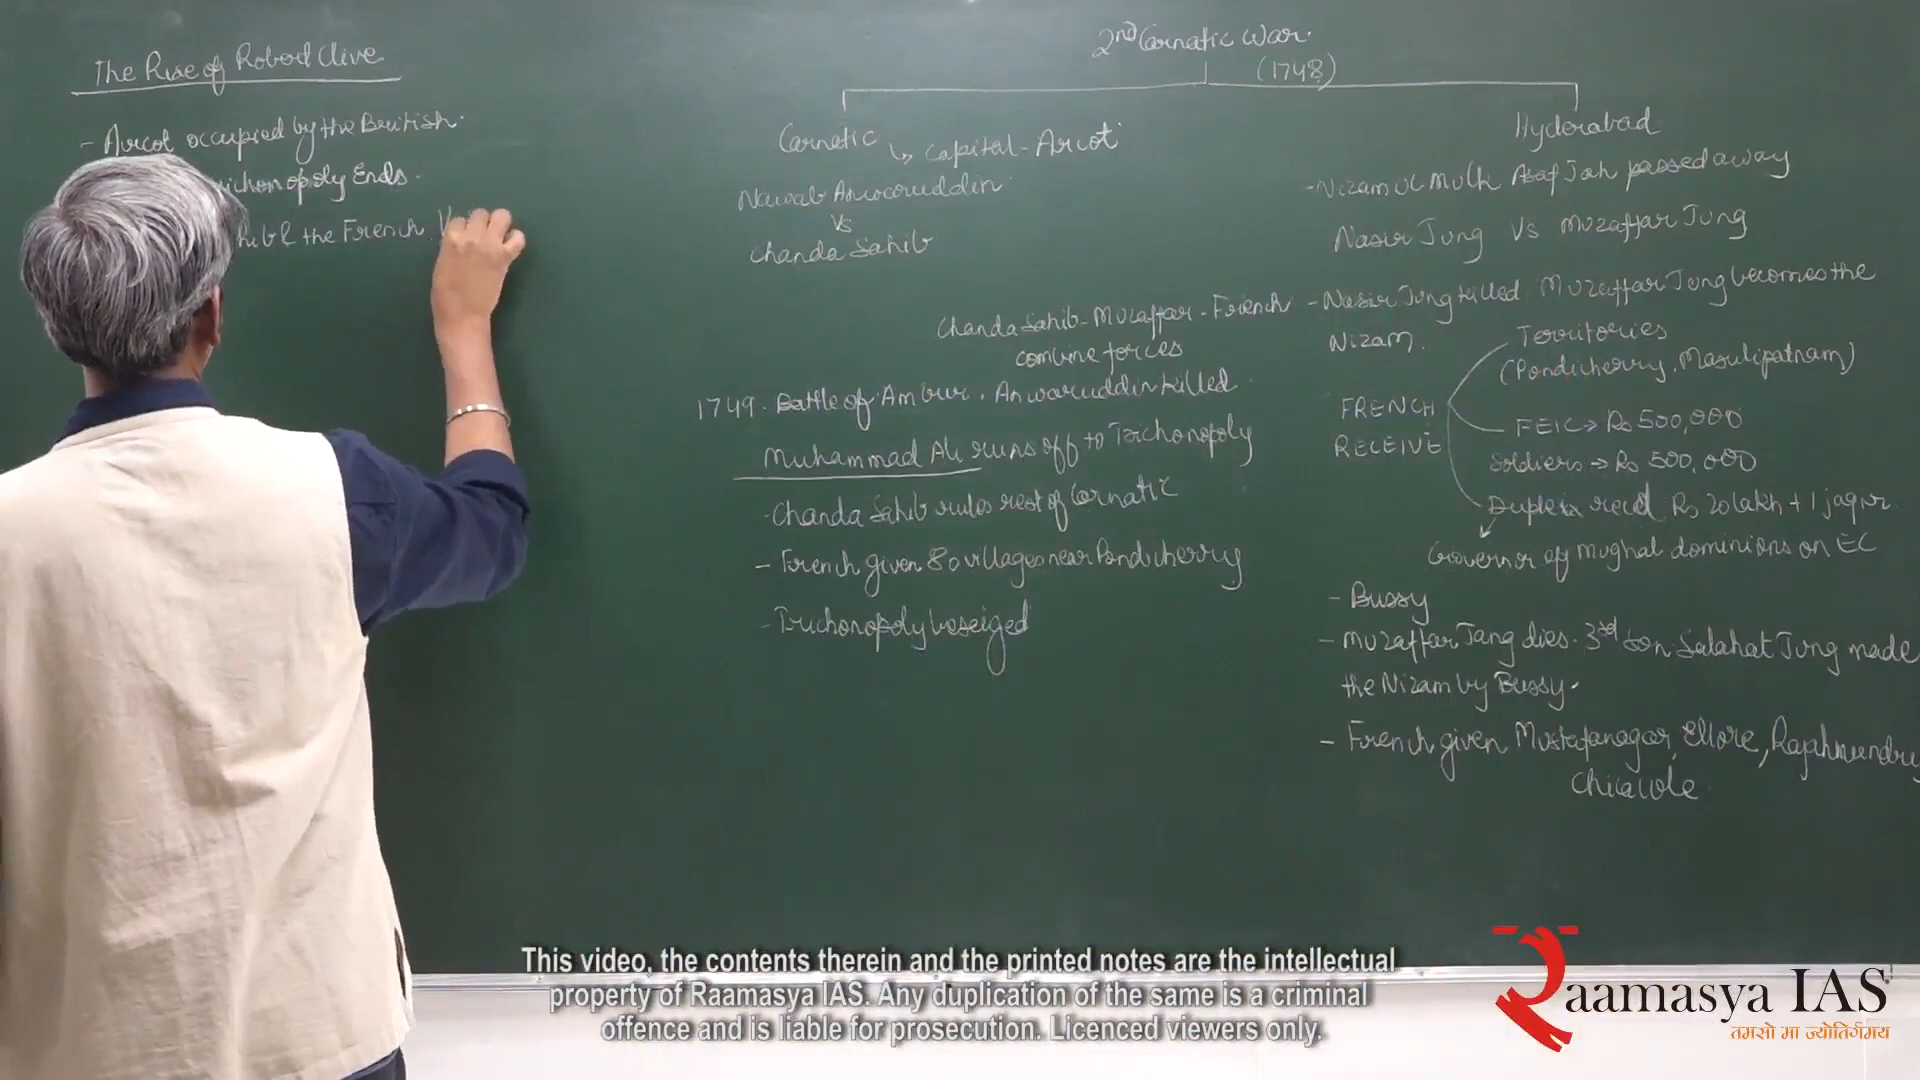 The Rise of Robert Clive
- Arcot occupied by the British.
Trichonopoly Ends.
the French
2nd Carnatic War.
(1748)
Carnatic ↳ capital - Arcot
Nawab Anwaruddin
Vs
Chanda Sahib
Chanda Sahib - Muzaffar - French
combine forces
1749. Battle of Ambur. Anwaruddin killed
Muhammad Ali runs off to Trichonopoly
- Chanda Sahib rules rest of Carnatic
- French given 80 villages near Pondicherry
- Trichonopoly beseiged
Hyderabad
- Nizam Ul Mulk Asaf Jah passed away
Nasir Jung Vs Muzaffar Jung
- Nasir Jung killed. Muzaffar Jung becomes the
Nizam.
FRENCH
RECEIVE
Territories
(Pondicherry, Masulipatnam)
FEIC → Rs 500,000
Soldiers → Rs 500,000
Dupleix recd Rs 20 lakh + 1 jagir
Governor of Mughal dominions on EC
- Bussy
- Muzaffar Jang dies. 3rd son Salahat Jung made
the Nizam by Bussy.
- French given Mustafanagar, Ellore, Rajahmundry
Chicacole
This video, the contents therein and the printed notes are the intellectual
property of Raamasya IAS. Any duplication of the same is a criminal
offence and is liable for prosecution. Licenced viewers only.
Raamasya IAS
तमसो मा ज्योतिर्गमय